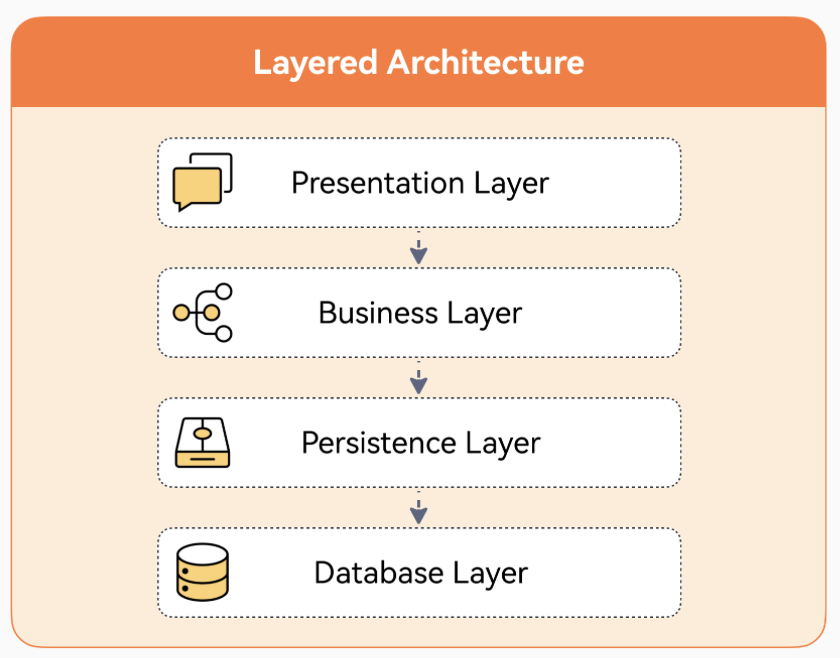 Layered Architecture
Presentation Layer
Business Layer
Persistence Layer
Database Layer